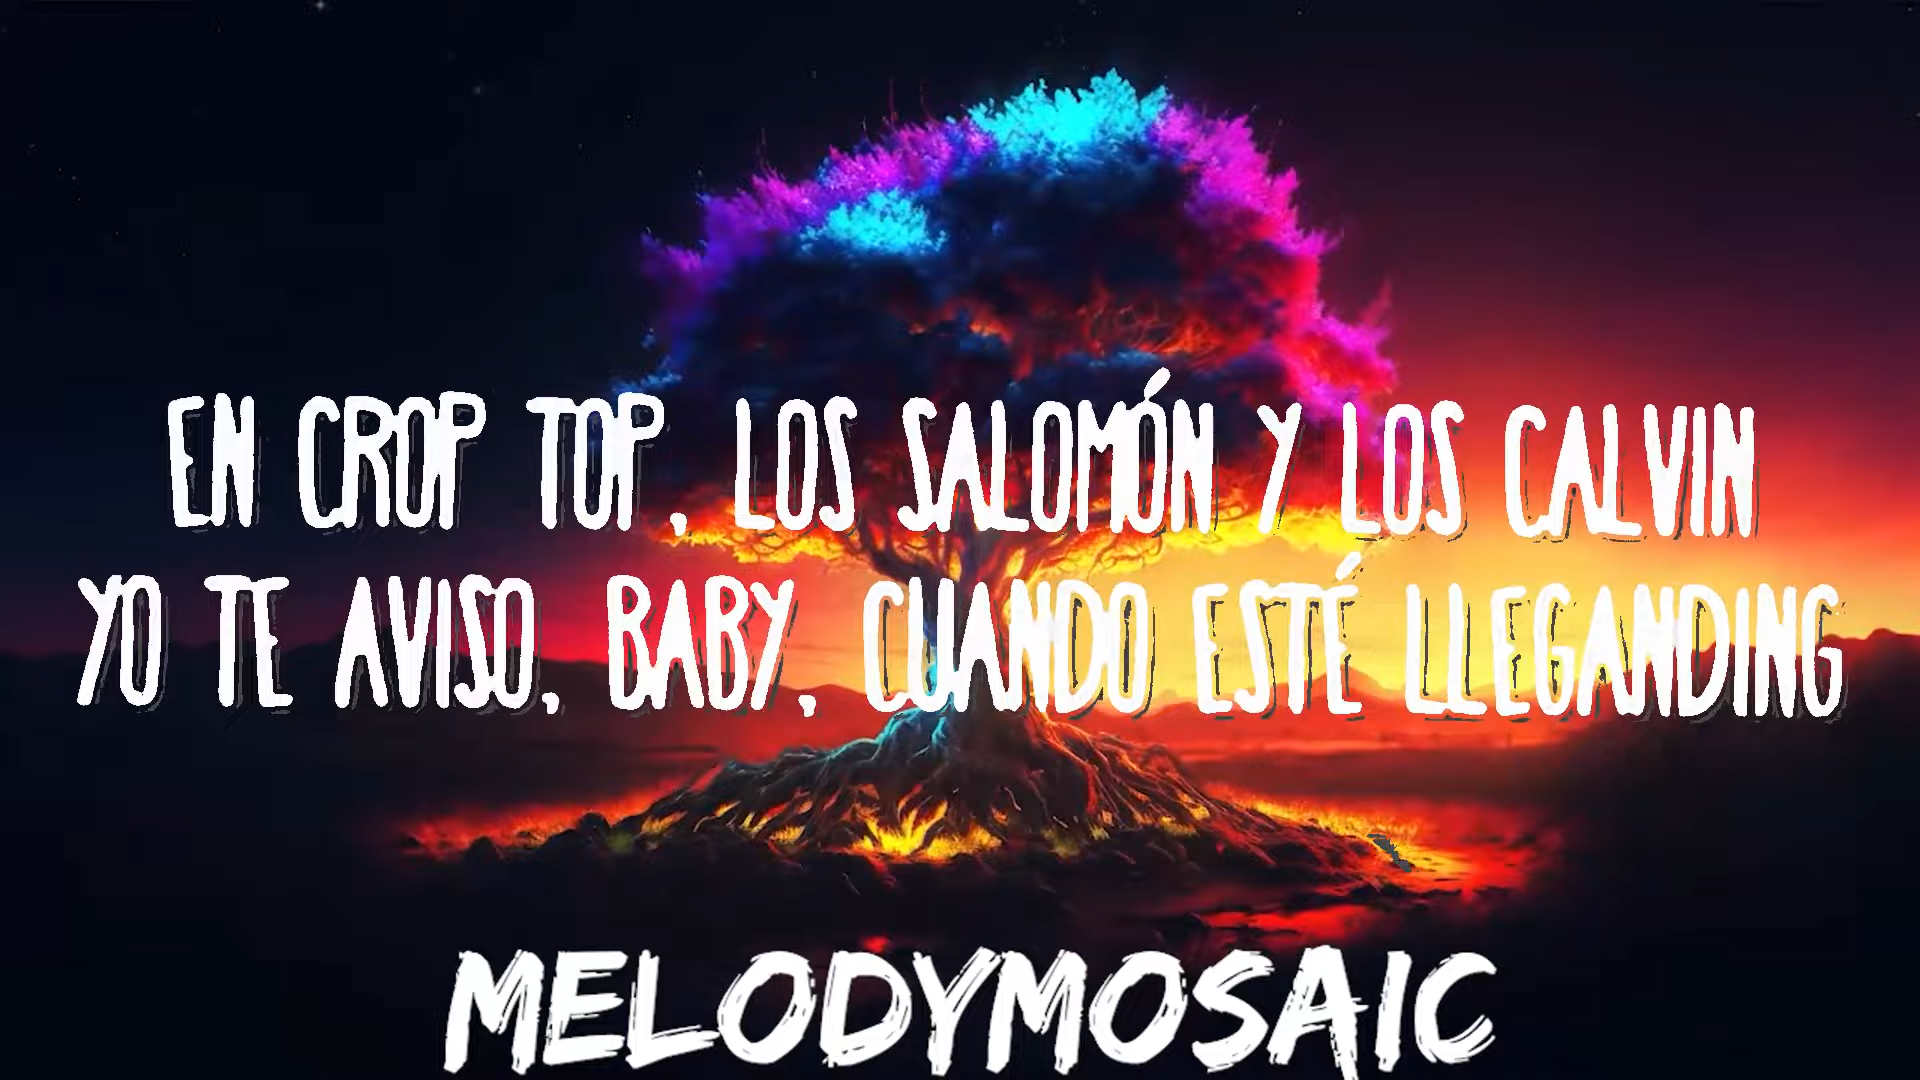 EN CROP TOP, LOS SALOMÓN Y LOS CALVIN
YO TE AVISO, BABY, CUANDO ESTÉ LLEGANDING
MELODYMOSAIC